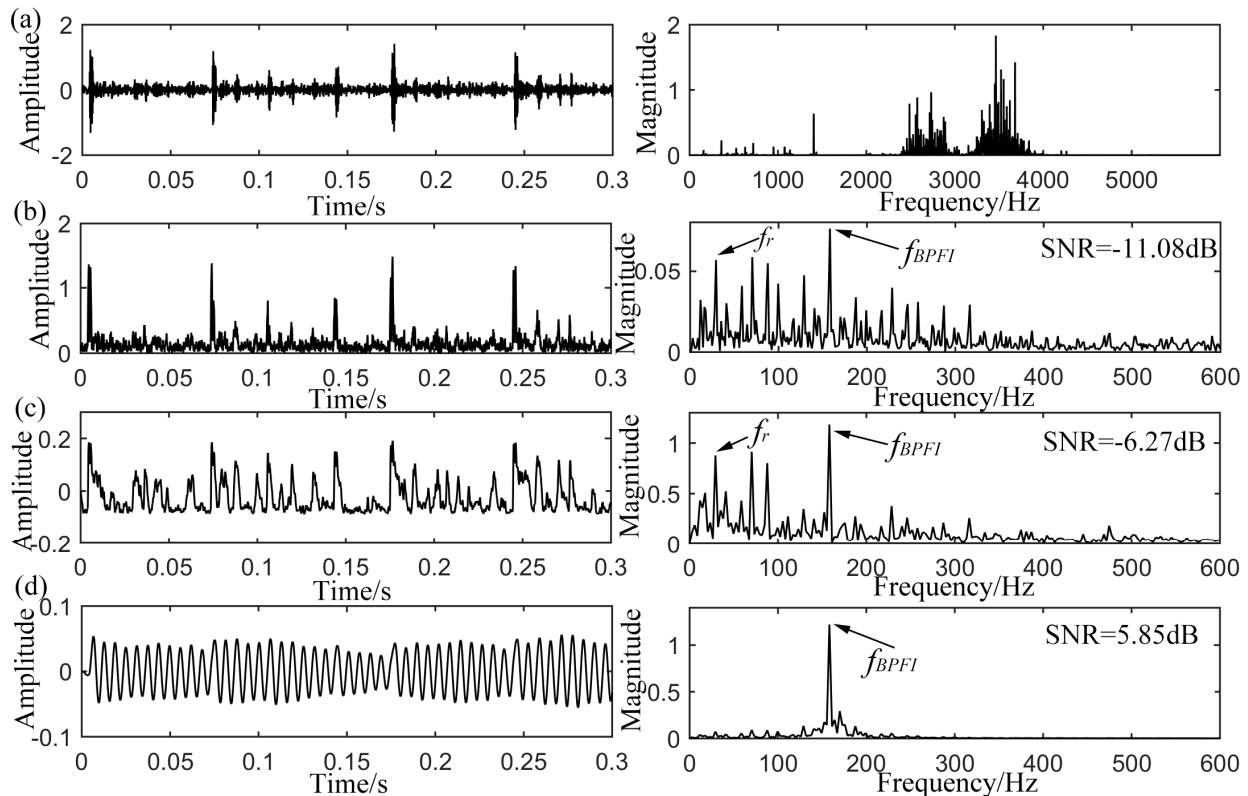 (a)
2
0
-2
Amplitude
0 0.05 0.1 0.15 0.2 0.25 0.3
Time/s
2
1
0
Magnitude
0 1000 2000 3000 4000 5000
Frequency/Hz
(b)
2
1
0
Amplitude
0 0.05 0.1 0.15 0.2 0.25 0.3
Time/s
0.05
0
Magnitude
fr
fBPFI
SNR=-11.08dB
0 100 200 300 400 500 600
Frequency/Hz
(c)
0.2
0
-0.2
Amplitude
0 0.05 0.1 0.15 0.2 0.25 0.3
Time/s
1
0.5
0
Magnitude
fr
fBPFI
SNR=-6.27dB
0 100 200 300 400 500 600
Frequency/Hz
(d)
0.1
0
-0.1
Amplitude
0 0.05 0.1 0.15 0.2 0.25 0.3
Time/s
1
0.5
0
Magnitude
fBPFI
SNR=5.85dB
0 100 200 300 400 500 600
Frequency/Hz